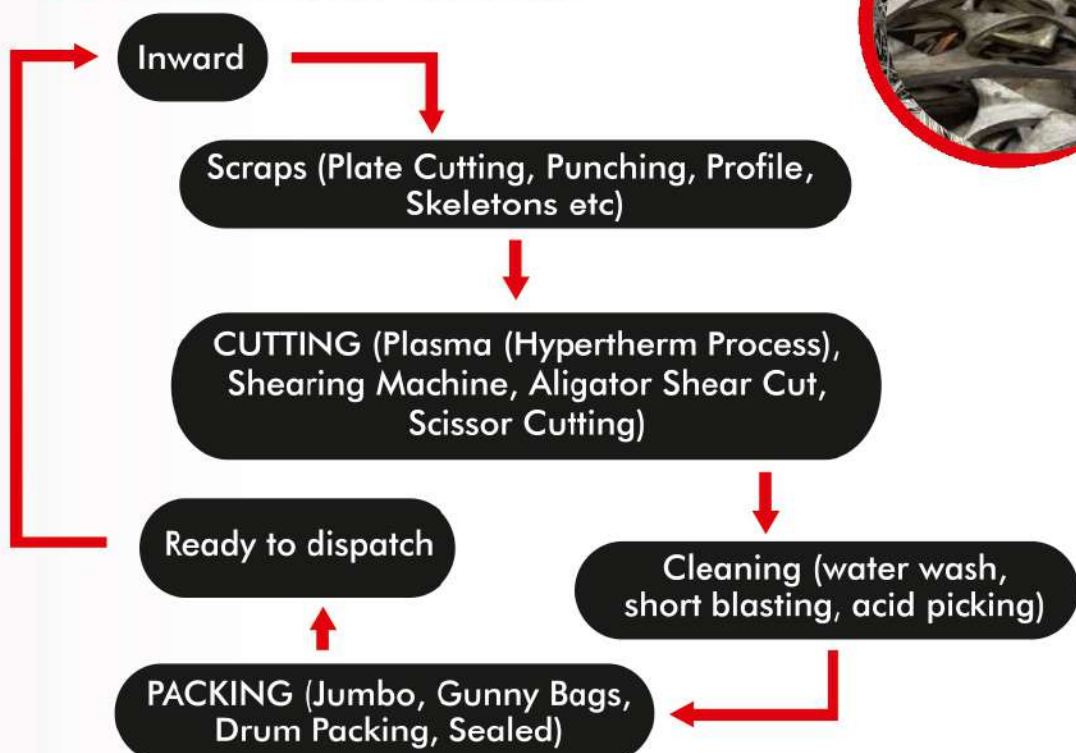 Inward
Scraps (Plate Cutting, Punching, Profile,
Skeletons etc)
CUTTING (Plasma (Hypertherm Process),
Shearing Machine, Aligator Shear Cut,
Scissor Cutting)
Ready to dispatch
Cleaning (water wash,
short blasting, acid picking)
PACKING (Jumbo, Gunny Bags,
Drum Packing, Sealed)